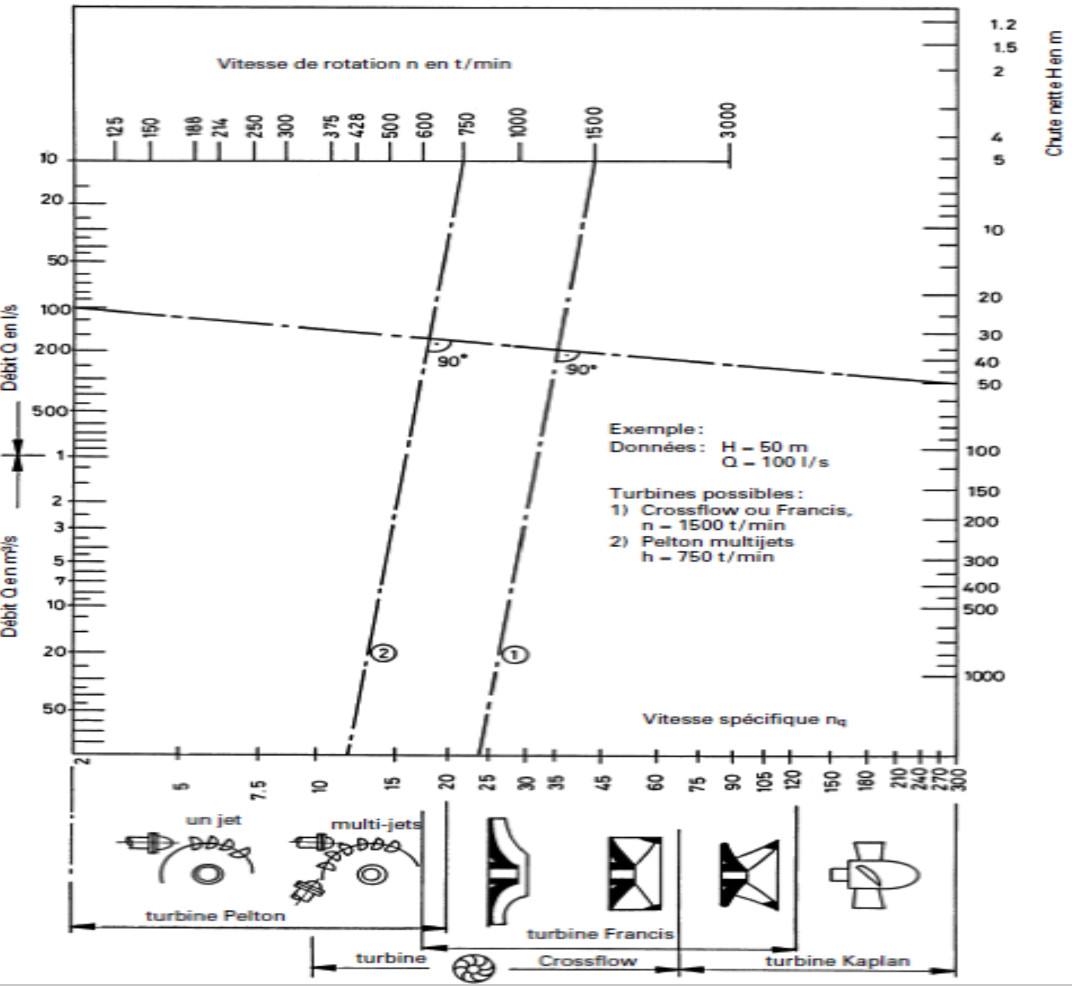 Vitesse de rotation n en t/min
125 150 188 214 250 300 375 428 500 600 750 1000 1500 3000
Débit Q en l/s
10
20
50
100
200
500
Débit Q en m³/s
1
2
3
5
7
10
20
50
Chute nette H en m
1.2
1.5
2
4
5
10
20
30
40
50
100
150
200
300
400
500
1000
90° 90°
Exemple:
Données: H – 50 m
Q – 100 l/s
Turbines possibles:
1) Crossflow ou Francis,
n – 1500 t/min
2) Pelton multijets
h – 750 t/min
2 1
Vitesse spécifique nq
2 5 7.5 10 15 20 25 30 35 45 60 75 90 105 120 150 180 210 240 270 300
un jet multi-jets
turbine Pelton
turbine Francis
turbine Crossflow turbine Kaplan